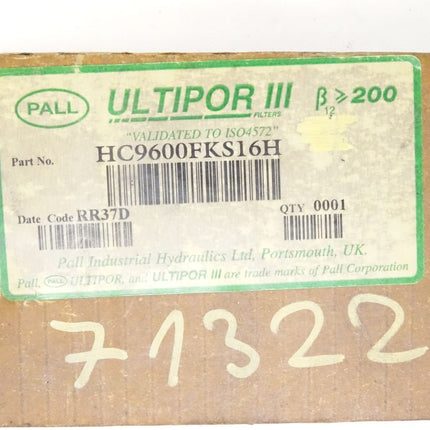 PALL ULTIPOR III FILTERS β12 ≥200
"VALIDATED TO ISO4572"
Part No. HC9600FKS16H
Date Code RR37D QTY 0001
Pall Industrial Hydraulics Ltd, Portsmouth, UK.
Pall, PALL ULTIPOR, and ULTIPOR III are trade marks of Pall Corporation
71322